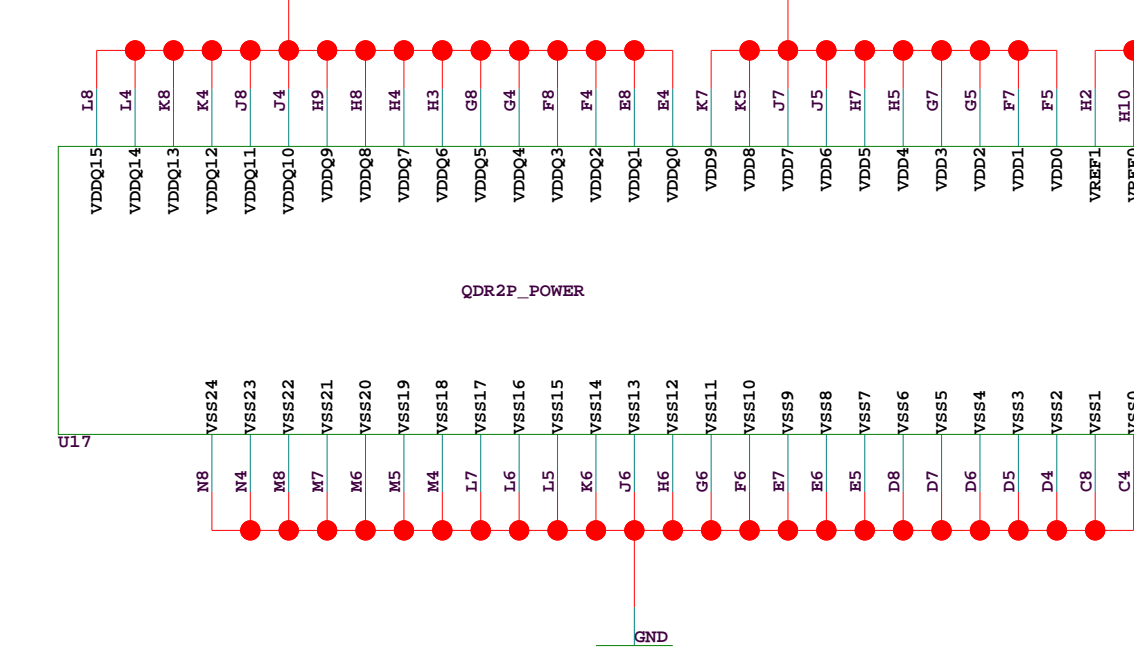 L8 L4 K8 K4 J8 J4 H9 H8 H4 H3 G8 G4 F8 F4 E8 E4 K7 K5 J7 J5 H7 H5 G7 G5 F7 F5 H2 H10
VDDQ15 VDDQ14 VDDQ13 VDDQ12 VDDQ11 VDDQ10 VDDQ9 VDDQ8 VDDQ7 VDDQ6 VDDQ5 VDDQ4 VDDQ3 VDDQ2 VDDQ1 VDDQ0 VDD9 VDD8 VDD7 VDD6 VDD5 VDD4 VDD3 VDD2 VDD1 VDD0 VREF1 VREF0
QDR2P_POWER
VSS24 VSS23 VSS22 VSS21 VSS20 VSS19 VSS18 VSS17 VSS16 VSS15 VSS14 VSS13 VSS12 VSS11 VSS10 VSS9 VSS8 VSS7 VSS6 VSS5 VSS4 VSS3 VSS2 VSS1 VSS0
U17
N8 N4 M8 M7 M6 M5 M4 L7 L6 L5 K6 J6 H6 G6 F6 E7 E6 E5 D8 D7 D6 D5 D4 C8 C4
GND